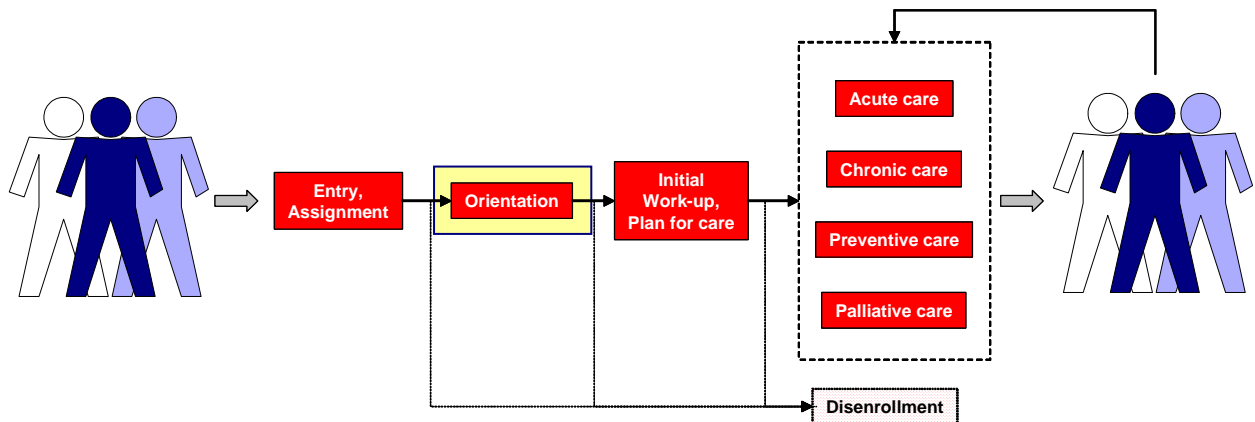 Entry,
Assignment
Orientation
Initial
Work-up,
Plan for care
Acute care
Chronic care
Preventive care
Palliative care
Disenrollment